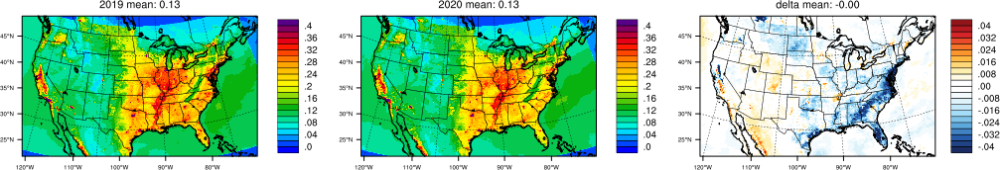 2019 mean: 0.13
2020 mean: 0.13
delta mean: -0.00
45°N
40°N
35°N
30°N
25°N
120°W
100°W
90°W
80°W
.4
.36
.32
.28
.24
.2
.16
.12
.08
.04
.0
45°N
40°N
35°N
30°N
25°N
120°W
100°W
90°W
80°W
.4
.36
.32
.28
.24
.2
.16
.12
.08
.04
.0
45°N
40°N
35°N
30°N
25°N
120°W
100°W
90°W
80°W
.04
.032
.024
.016
.008
.00
-.008
-.016
-.024
-.032
-.04